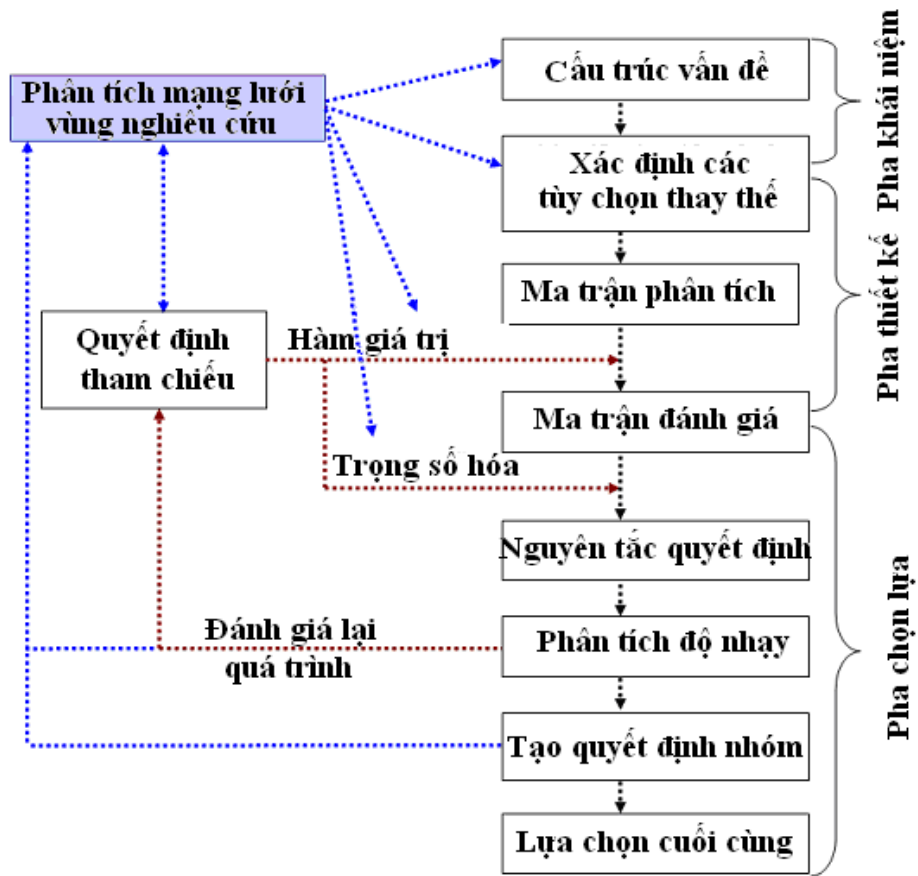 Cấu trúc vấn đề
Phân tích mạng lưới
vùng nghiêu cứu
Xác định các
tùy chọn thay thế
Ma trận phân tích
Quyết định
tham chiếu
Hàm giá trị
Ma trận đánh giá
Trọng số hóa
Nguyên tắc quyết định
Đánh giá lại
quá trình
Phân tích độ nhạy
Tạo quyết định nhóm
Lựa chọn cuối cùng
Pha khái niệm
Pha thiết kế
Pha chọn lựa